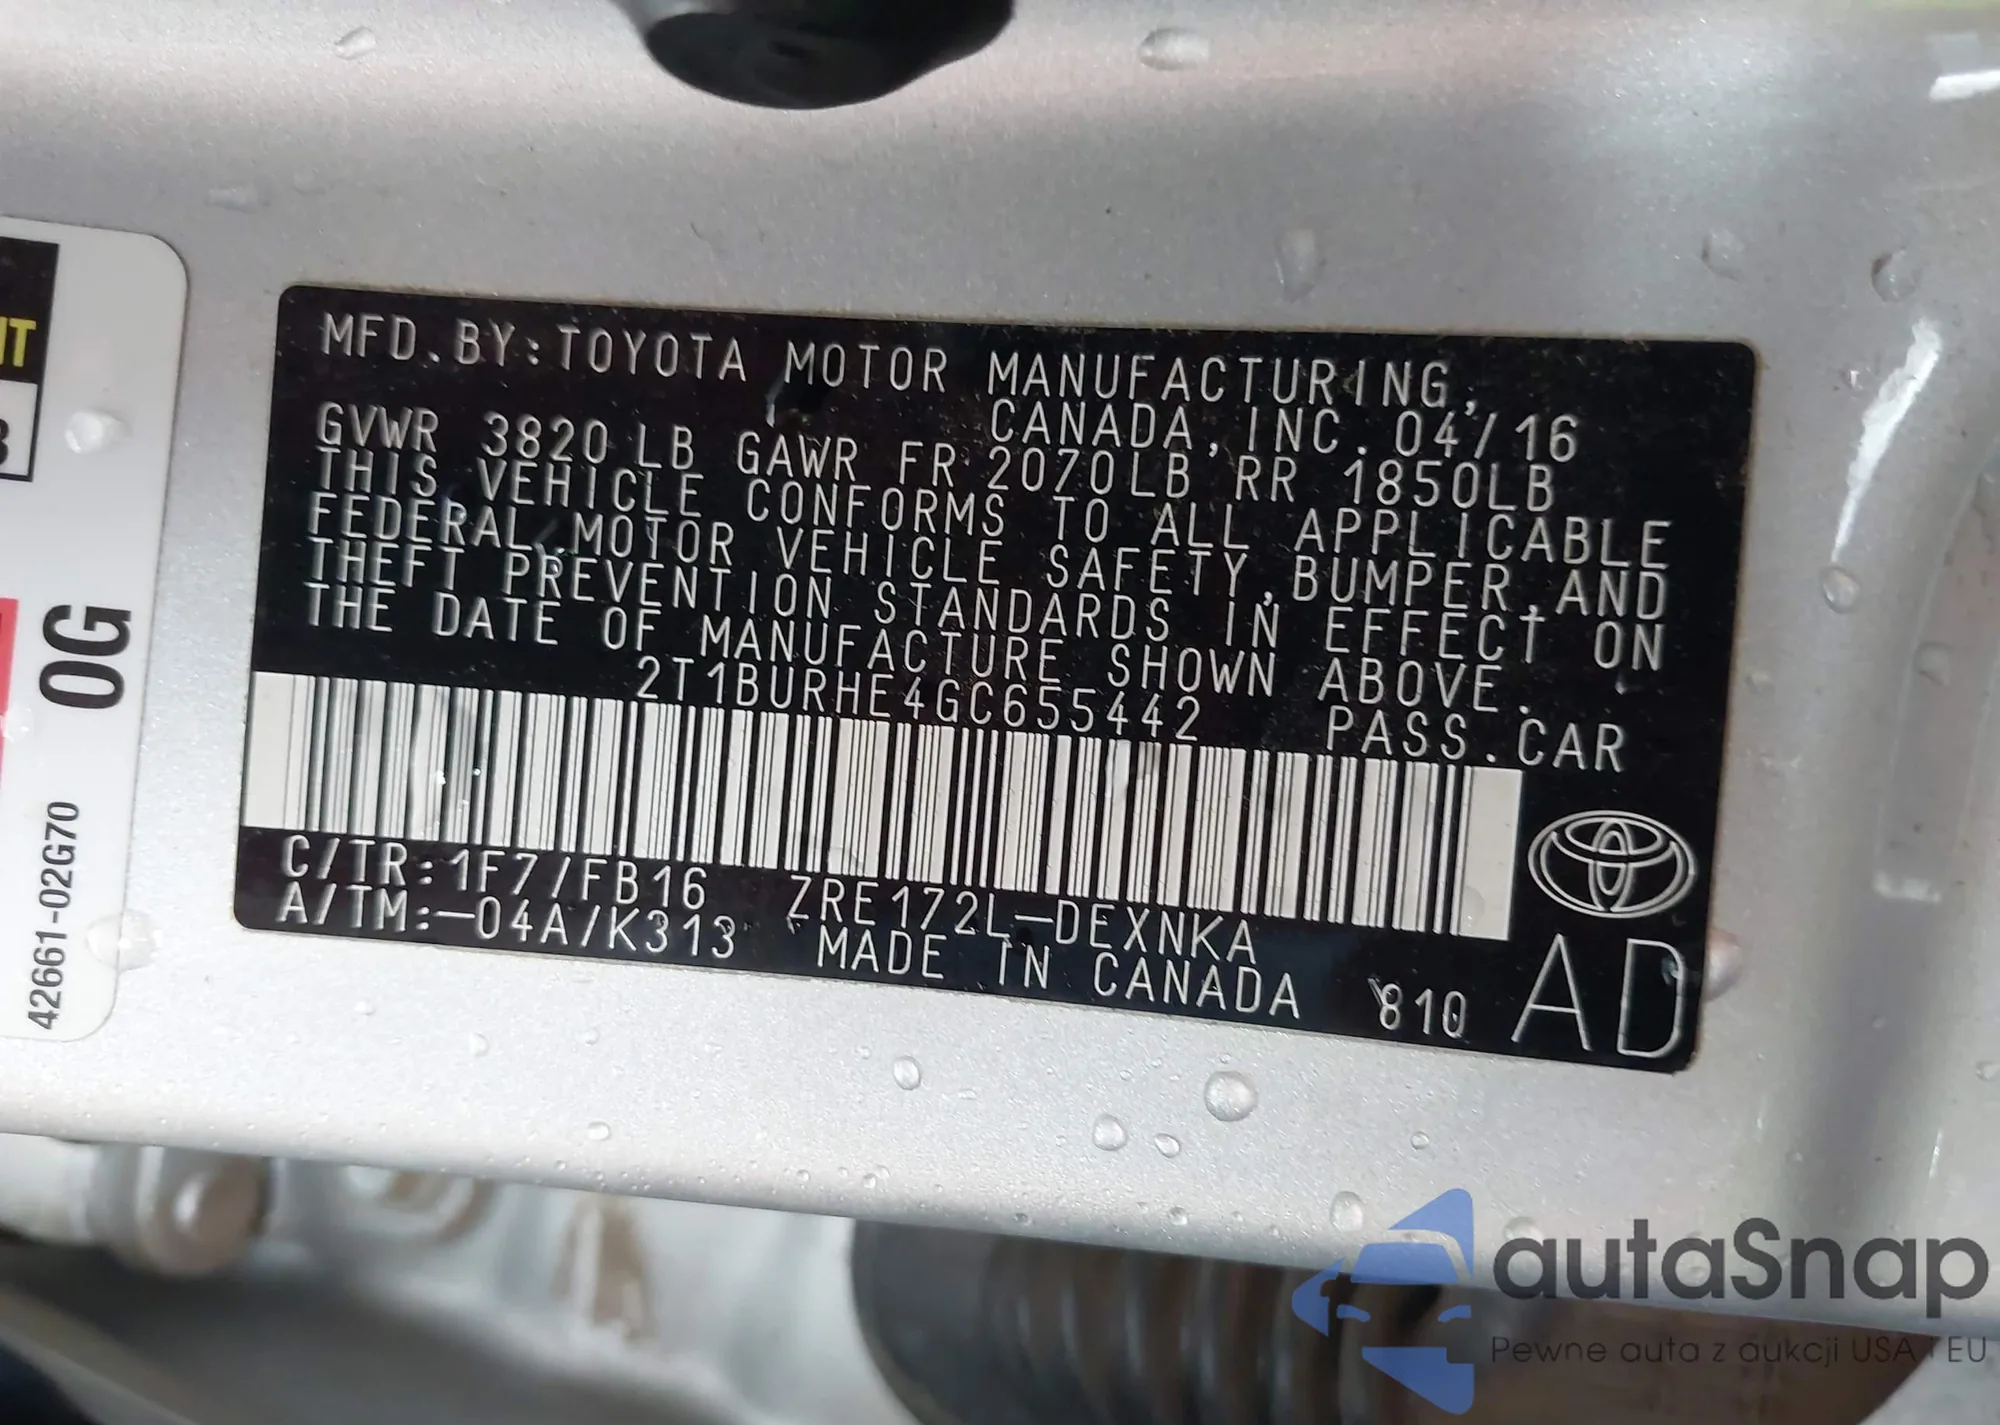 MFD.BY:TOYOTA MOTOR MANUFACTURING,
CANADA,INC.04/16
GVWR 3820LB GAWR FR 2070LB RR 1850LB
THIS VEHICLE CONFORMS TO ALL APPLICABLE
FEDERAL MOTOR VEHICLE SAFETY,BUMPER,AND
THEFT PREVENTION STANDARDS IN EFFECT ON
THE DATE OF MANUFACTURE SHOWN ABOVE.
2T1BURHE4GC655442 PASS.CAR
C/TR:1F7/FB16 ZRE172L-DEXNKA
A/TM:-04A/K313 MADE IN CANADA 810
AD
0G
42661-02G70
autaSnap
Pewne auta z aukcji USA i EU